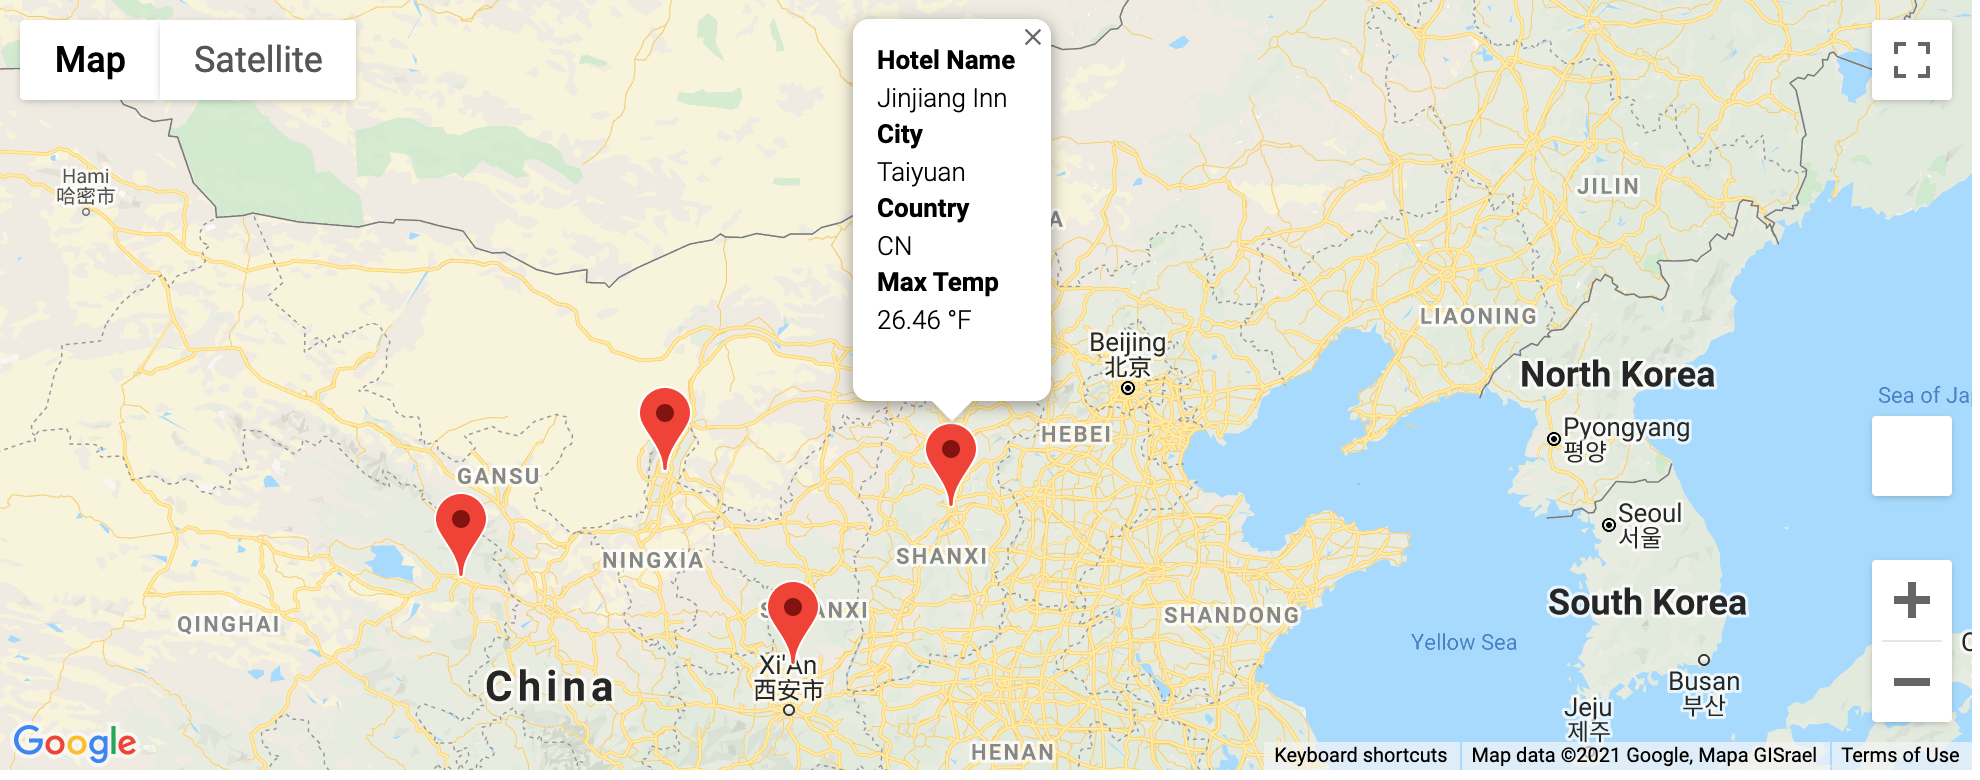 Map
Satellite
Hotel Name
Jinjiang Inn
City
Taiyuan
Country
CN
Max Temp
26.46 °F
Hami
哈密市
JILIN
LIAONING
Beijing
北京
North Korea
Sea of Ja
HEBEI
Pyongyang
평양
GANSU
Seoul
서울
NINGXIA
SHANXI
QINGHAI
SHANDONG
South Korea
Yellow Sea
Xi'An
西安市
China
Busan
부산
Jeju
제주
HENAN
Google
Keyboard shortcuts
Map data ©2021 Google, Mapa GISrael
Terms of Use